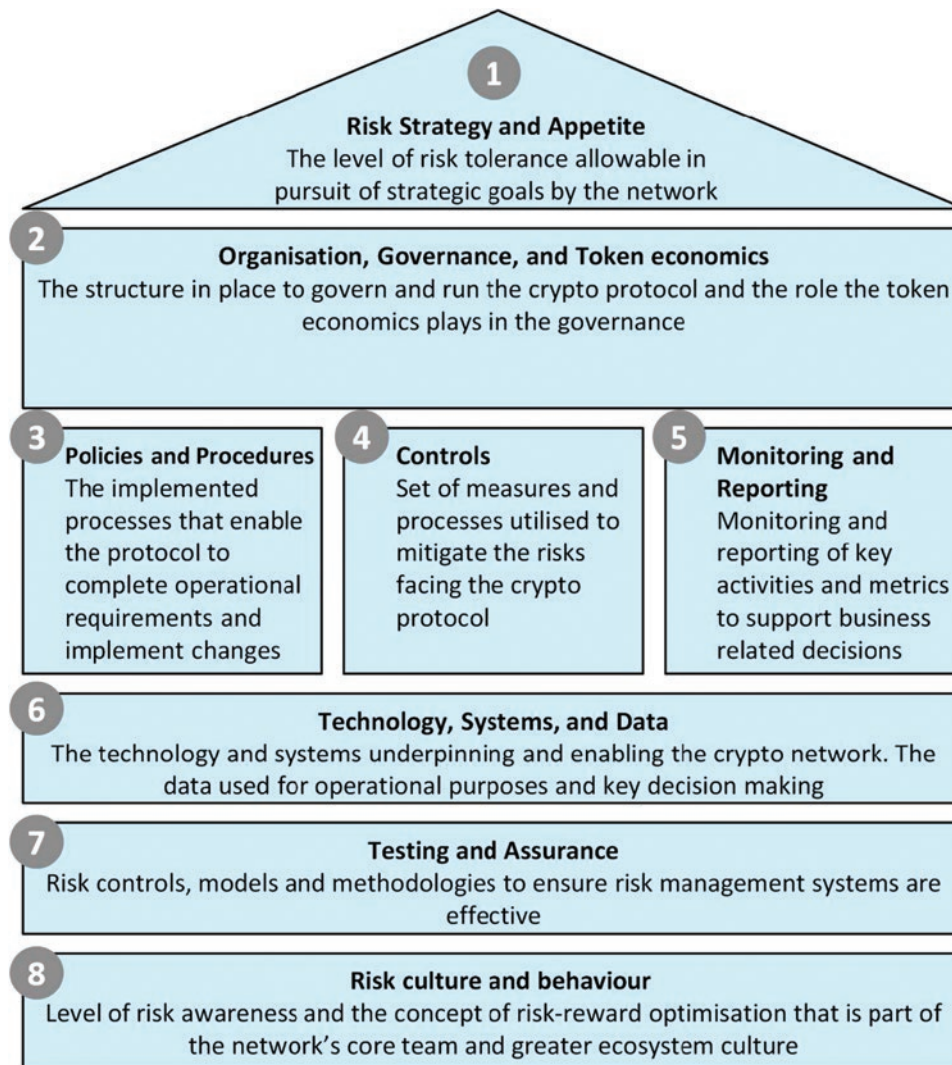 1
Risk Strategy and Appetite
The level of risk tolerance allowable in
pursuit of strategic goals by the network
2
Organisation, Governance, and Token economics
The structure in place to govern and run the crypto protocol and the role the token
economics plays in the governance
3
Policies and Procedures
The implemented
processes that enable
the protocol to
complete operational
requirements and
implement changes
4
Controls
Set of measures and
processes utilised to
mitigate the risks
facing the crypto
protocol
5
Monitoring and
Reporting
Monitoring and
reporting of key
activities and metrics
to support business
related decisions
6
Technology, Systems, and Data
The technology and systems underpinning and enabling the crypto network. The
data used for operational purposes and key decision making
7
Testing and Assurance
Risk controls, models and methodologies to ensure risk management systems are
effective
8
Risk culture and behaviour
Level of risk awareness and the concept of risk-reward optimisation that is part of
the network’s core team and greater ecosystem culture